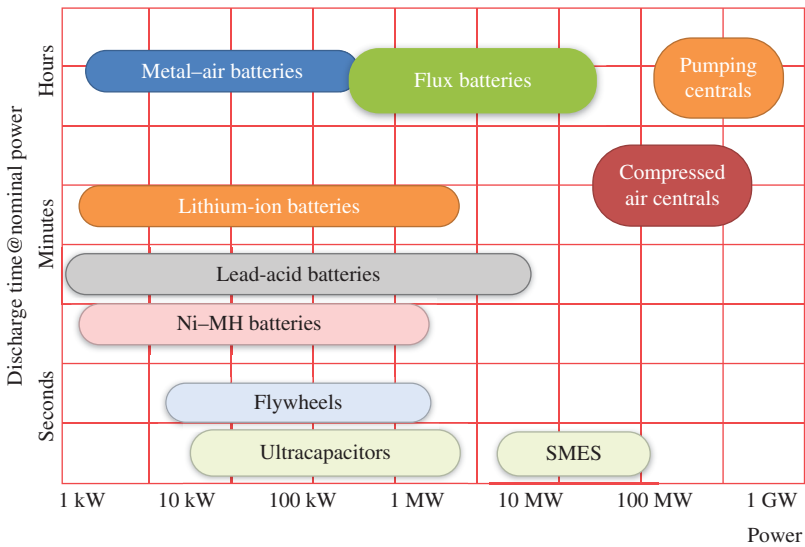 Discharge time@nominal power
Hours
Minutes
Seconds
Metal–air batteries
Flux batteries
Pumping
centrals
Compressed
air centrals
Lithium-ion batteries
Lead-acid batteries
Ni–MH batteries
Flywheels
Ultracapacitors
SMES
1 kW 10 kW 100 kW 1 MW 10 MW 100 MW 1 GW
Power